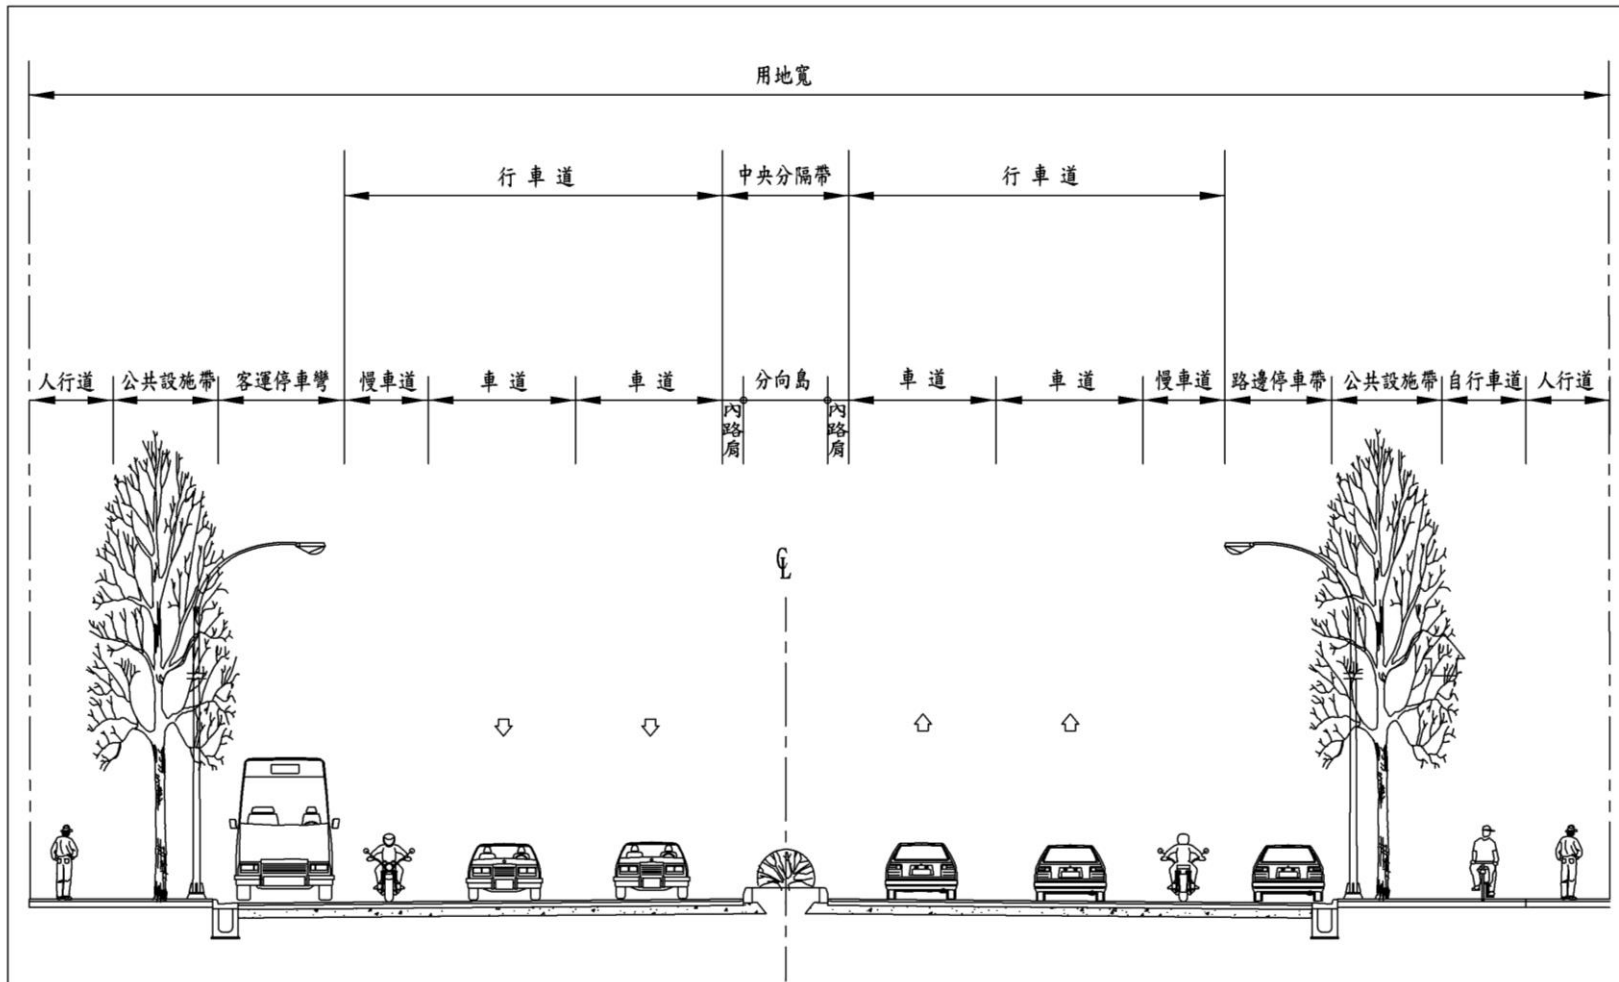 用地寬
行車道
中央分隔帶
行車道
人行道
公共設施帶
客運停車彎
慢車道
車道
車道
分向島
車道
車道
慢車道
路邊停車帶
公共設施帶
自行車道
人行道
內路肩
內路肩
CL